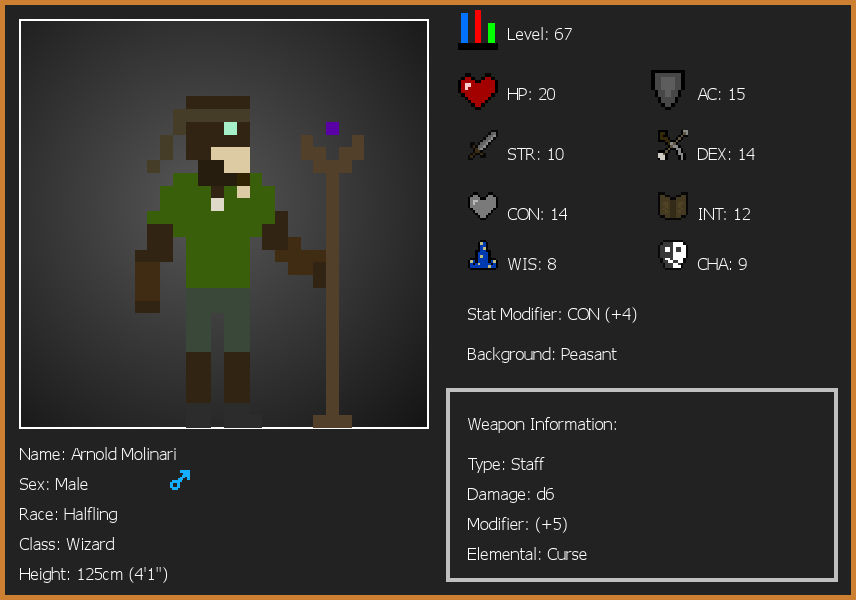 Level: 67
HP: 20
AC: 15
STR: 10
DEX: 14
CON: 14
INT: 12
WIS: 8
CHA: 9
Stat Modifier: CON (+4)
Background: Peasant
Weapon Information:
Type: Staff
Damage: d6
Modifier: (+5)
Elemental: Curse
Name: Arnold Molinari
Sex: Male
Race: Halfling
Class: Wizard
Height: 125cm (4'1")